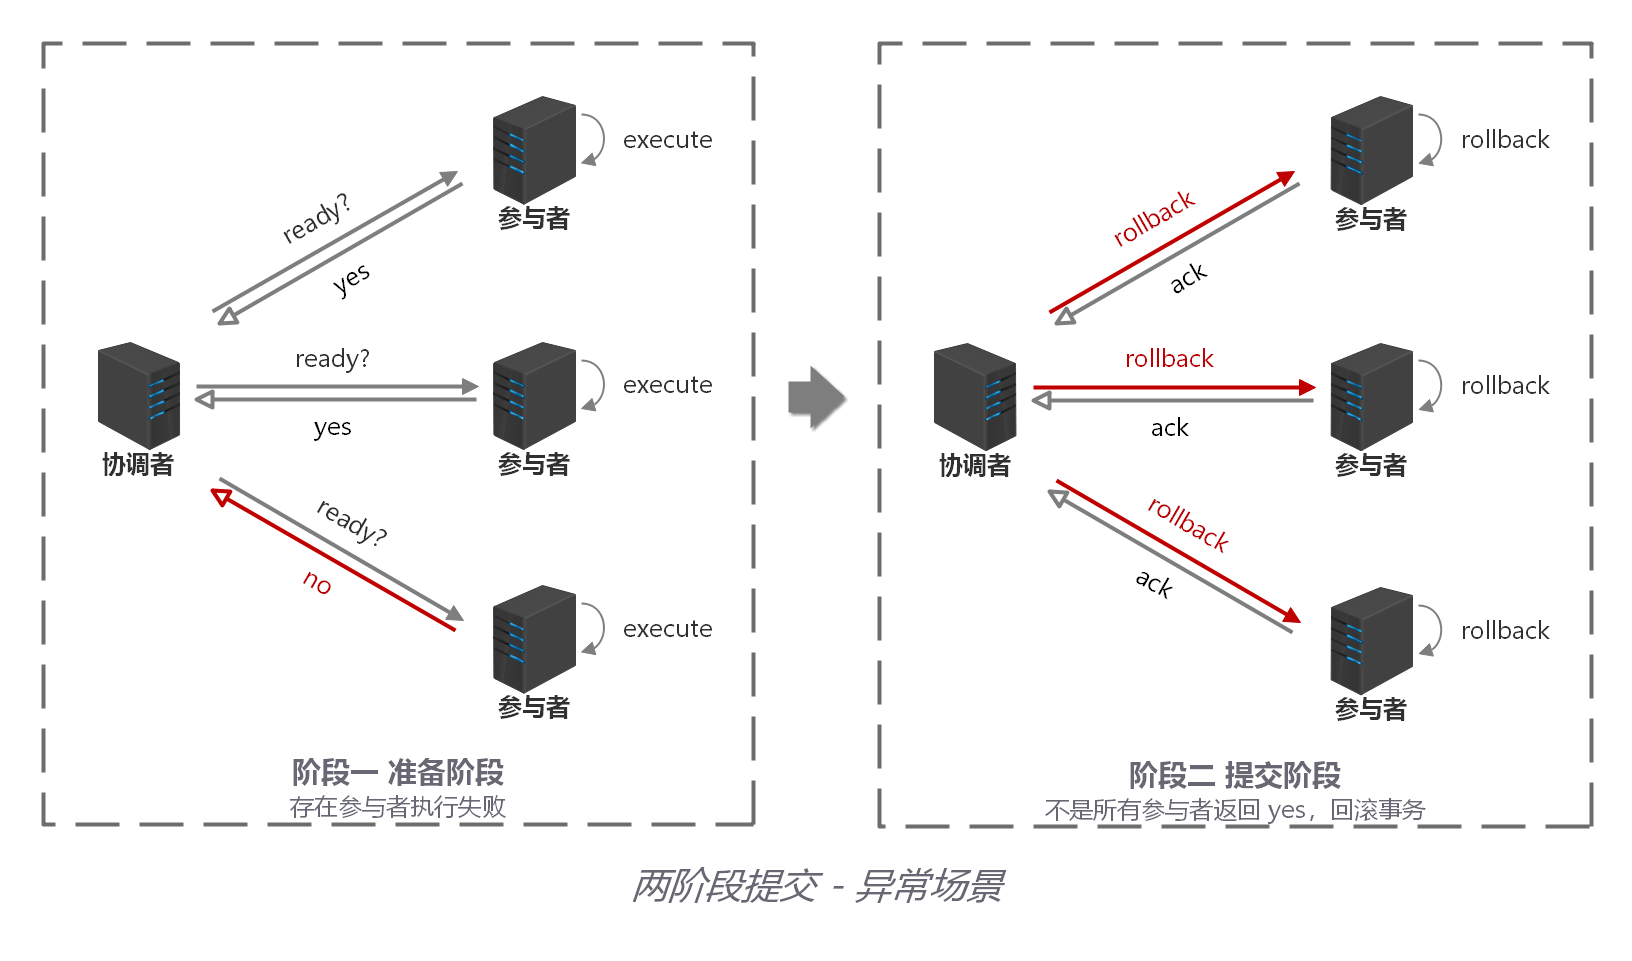 execute
参与者
ready?
yes
ready?
execute
yes
协调者
参与者
ready?
no
execute
参与者
阶段一 准备阶段
存在参与者执行失败
rollback
参与者
rollback
ack
rollback
rollback
ack
协调者
参与者
rollback
ack
rollback
参与者
阶段二 提交阶段
不是所有参与者返回 yes，回滚事务
两阶段提交 - 异常场景